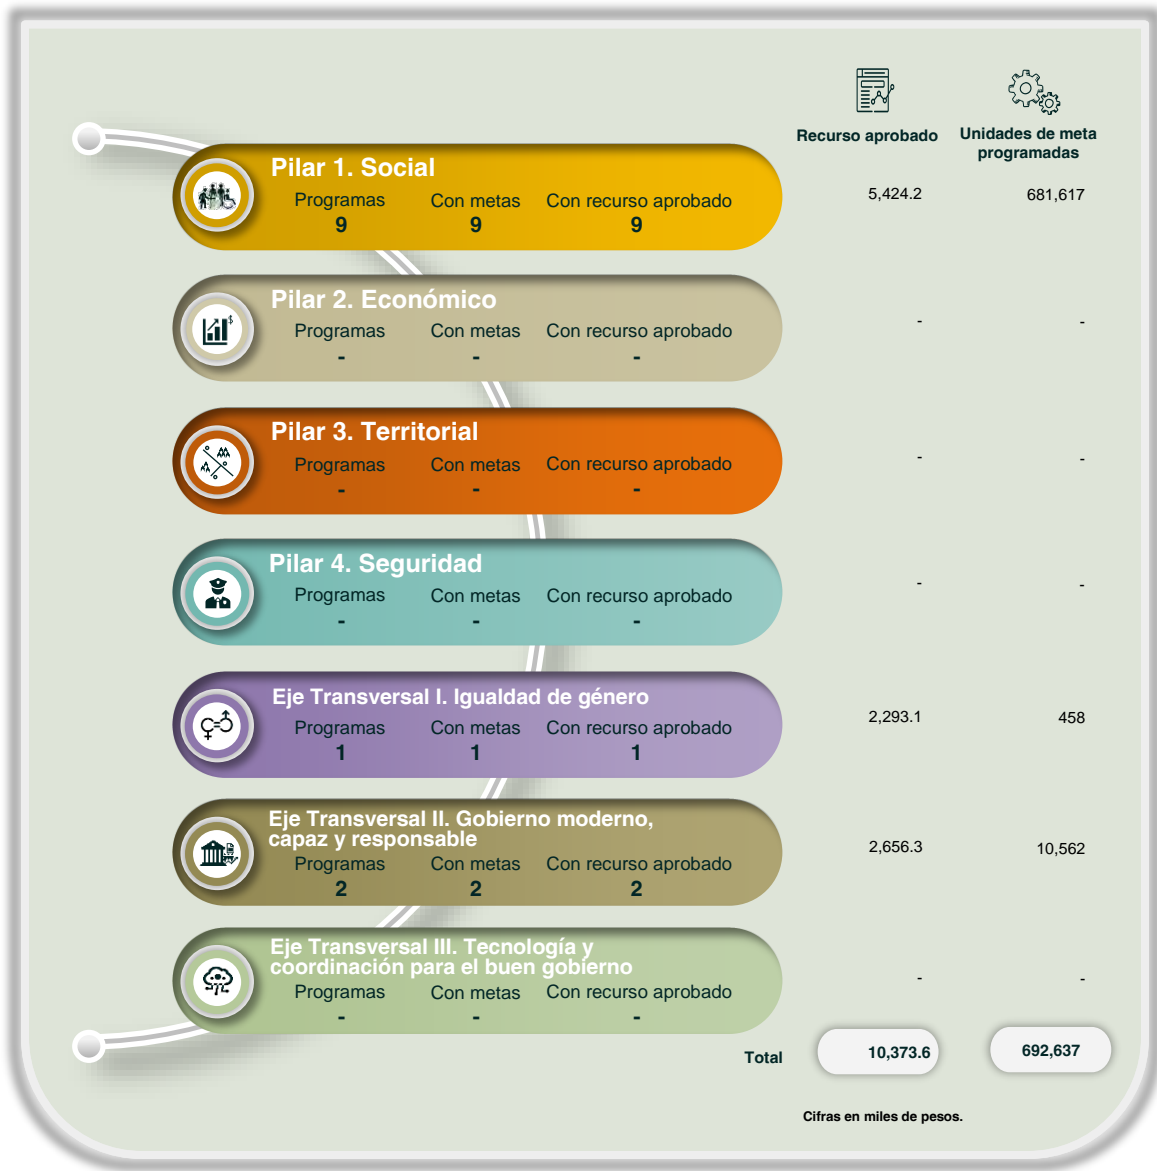 Recurso aprobado
Unidades de meta
programadas
Pilar 1. Social
Programas Con metas Con recurso aprobado
9 9 9
5,424.2 681,617
Pilar 2. Económico
Programas Con metas Con recurso aprobado
- - -
- -
Pilar 3. Territorial
Programas Con metas Con recurso aprobado
- - -
- -
Pilar 4. Seguridad
Programas Con metas Con recurso aprobado
- - -
- -
Eje Transversal I. Igualdad de género
Programas Con metas Con recurso aprobado
1 1 1
2,293.1 458
Eje Transversal II. Gobierno moderno,
capaz y responsable
Programas Con metas Con recurso aprobado
2 2 2
2,656.3 10,562
Eje Transversal III. Tecnología y
coordinación para el buen gobierno
Programas Con metas Con recurso aprobado
- - -
- -
Total 10,373.6 692,637
Cifras en miles de pesos.